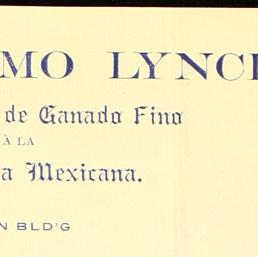 MO LYNC
de Ganado Fino
À LA
a Mexicana.
N BLD'G